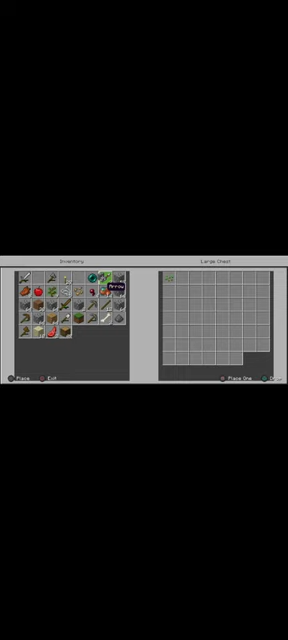 Inventory
Large Chest
Arrow
Place
Exit
Place One